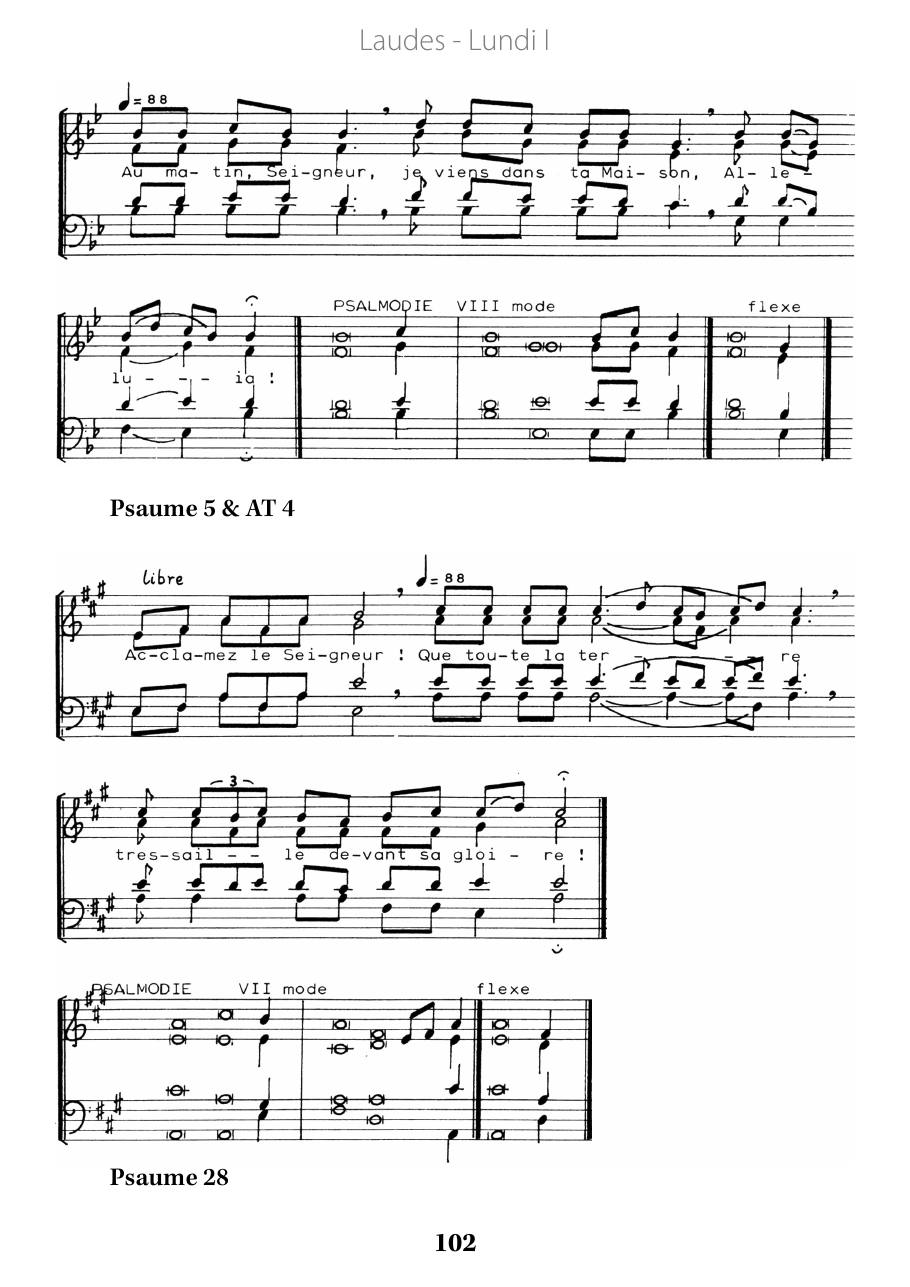 Laudes - Lundi I
♩= 88
Au ma- tin, Sei-gneur, je viens dans ta Mai- son, Al- le -
PSALMODIE VIII mode flexe
lu - - - ia !
Psaume 5 & AT 4
libre ♩= 88
Ac-cla-mez le Sei-gneur ! Que tou-te la ter - - - - re
3
tres-sail - - le de-vant sa gloi - re !
PSALMODIE VII mode flexe
Psaume 28
102